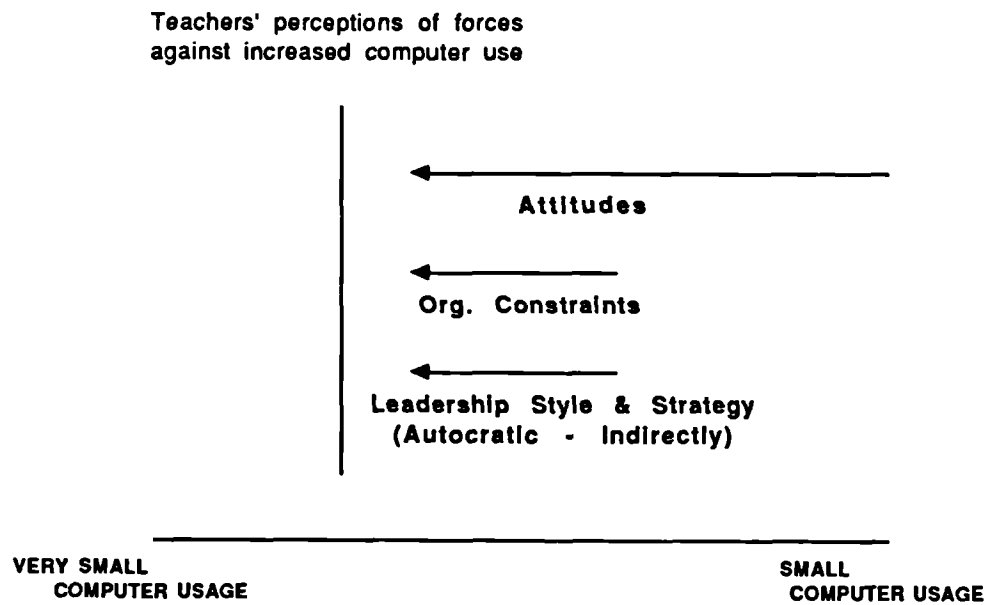 Teachers' perceptions of forces
against increased computer use
Attitudes
Org. Constraints
Leadership Style & Strategy
(Autocratic - Indirectly)
VERY SMALL
COMPUTER USAGE
SMALL
COMPUTER USAGE